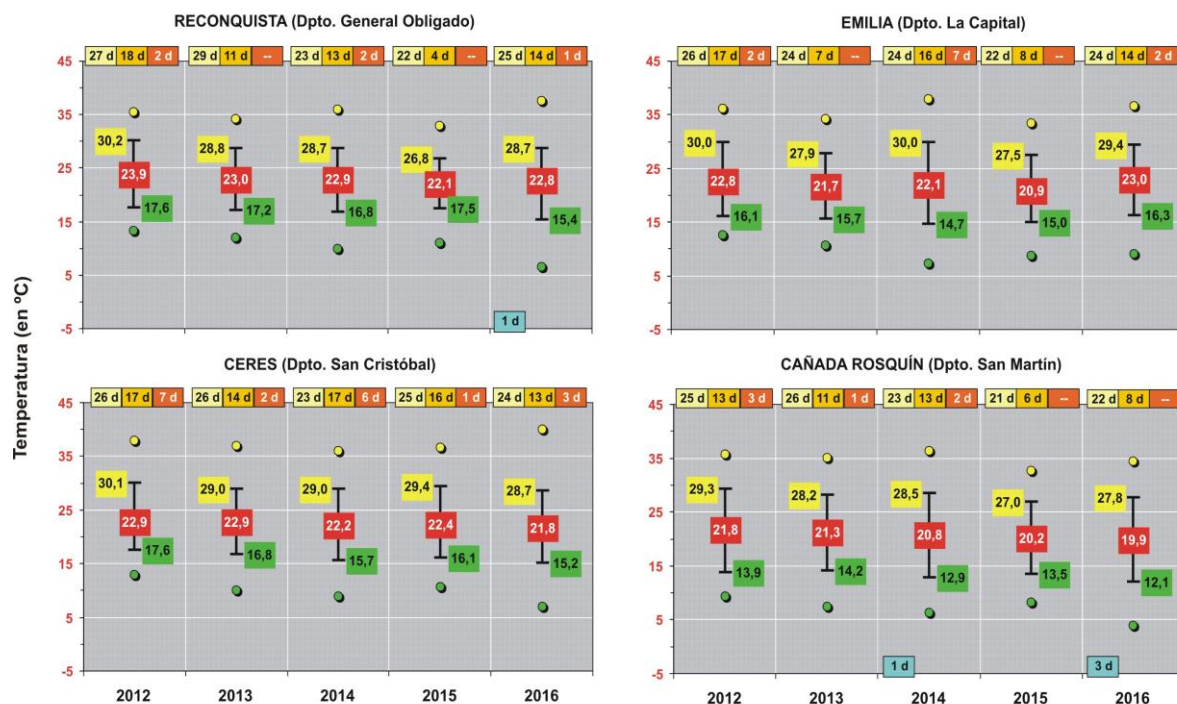 RECONQUISTA (Dpto. General Obligado)
27 d 18 d 2 d 29 d 11 d -- 23 d 13 d 2 d 22 d 4 d -- 25 d 14 d 1 d
45
35
25
15
5
-5
30,2 28,8 28,7 26,8 28,7
23,9 23,0 22,9 22,1 22,8
17,6 17,2 16,8 17,5 15,4
1 d
EMILIA (Dpto. La Capital)
26 d 17 d 2 d 24 d 7 d -- 24 d 16 d 7 d 22 d 8 d -- 24 d 14 d 2 d
45
35
25
15
5
-5
30,0 27,9 30,0 27,5 29,4
22,8 21,7 22,1 20,9 23,0
16,1 15,7 14,7 15,0 16,3
Temperatura (en ºC)
CERES (Dpto. San Cristóbal)
26 d 17 d 7 d 26 d 14 d 2 d 23 d 17 d 6 d 25 d 16 d 1 d 24 d 13 d 3 d
45
35
25
15
5
-5
30,1 29,0 29,0 29,4 28,7
22,9 22,9 22,2 22,4 21,8
17,6 16,8 15,7 16,1 15,2
2012 2013 2014 2015 2016
CAÑADA ROSQUÍN (Dpto. San Martín)
25 d 13 d 3 d 26 d 11 d 1 d 23 d 13 d 2 d 21 d 6 d -- 22 d 8 d --
45
35
25
15
5
-5
29,3 28,2 28,5 27,0 27,8
21,8 21,3 20,8 20,2 19,9
13,9 14,2 12,9 13,5 12,1
1 d 3 d
2012 2013 2014 2015 2016